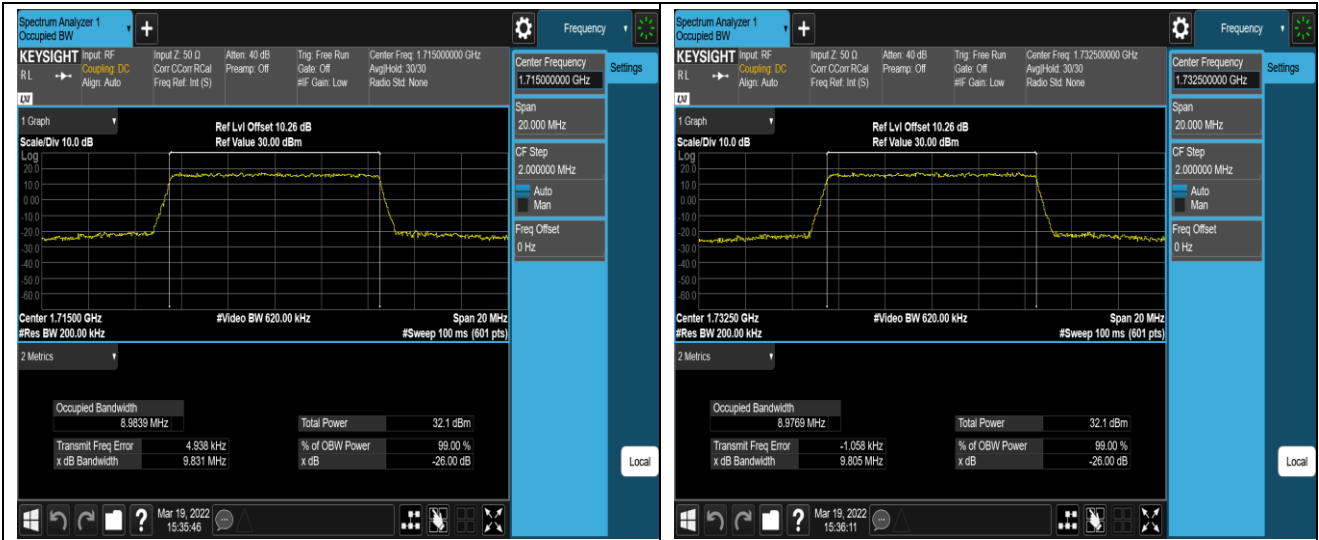 Spectrum Analyzer 1
Occupied BW
+
Frequency
KEYSIGHT
RL
LXI
Input: RF
Coupling: DC
Align: Auto
Input Z: 50 Ω
Corr CCorr RCal
Freq Ref: Int (S)
Atten: 40 dB
Preamp: Off
Trig: Free Run
Gate: Off
#IF Gain: Low
Center Freq: 1.715000000 GHz
Avg|Hold: 30/30
Radio Std: None
Center Frequency
1.715000000 GHz
Settings
Span
20.000 MHz
CF Step
2.000000 MHz
Auto
Man
Freq Offset
0 Hz
Local
1 Graph
Ref Lvl Offset 10.26 dB
Scale/Div 10.0 dB
Ref Value 30.00 dBm
Log
20.0
10.0
0.00
-10.0
-20.0
-30.0
-40.0
-50.0
-60.0
Center 1.71500 GHz
#Video BW 620.00 kHz
Span 20 MHz
#Res BW 200.00 kHz
#Sweep 100 ms (601 pts)
2 Metrics
Occupied Bandwidth
8.9839 MHz
Total Power 32.1 dBm
Transmit Freq Error 4.938 kHz
% of OBW Power 99.00 %
x dB Bandwidth 9.831 MHz
x dB -26.00 dB
?
Mar 19, 2022
15:35:46
Spectrum Analyzer 1
Occupied BW
+
Frequency
KEYSIGHT
RL
LXI
Input: RF
Coupling: DC
Align: Auto
Input Z: 50 Ω
Corr CCorr RCal
Freq Ref: Int (S)
Atten: 40 dB
Preamp: Off
Trig: Free Run
Gate: Off
#IF Gain: Low
Center Freq: 1.732500000 GHz
Avg|Hold: 30/30
Radio Std: None
Center Frequency
1.732500000 GHz
Settings
Span
20.000 MHz
CF Step
2.000000 MHz
Auto
Man
Freq Offset
0 Hz
Local
1 Graph
Ref Lvl Offset 10.26 dB
Scale/Div 10.0 dB
Ref Value 30.00 dBm
Log
20.0
10.0
0.00
-10.0
-20.0
-30.0
-40.0
-50.0
-60.0
Center 1.73250 GHz
#Video BW 620.00 kHz
Span 20 MHz
#Res BW 200.00 kHz
#Sweep 100 ms (601 pts)
2 Metrics
Occupied Bandwidth
8.9769 MHz
Total Power 32.1 dBm
Transmit Freq Error -1.058 kHz
% of OBW Power 99.00 %
x dB Bandwidth 9.805 MHz
x dB -26.00 dB
?
Mar 19, 2022
15:36:11